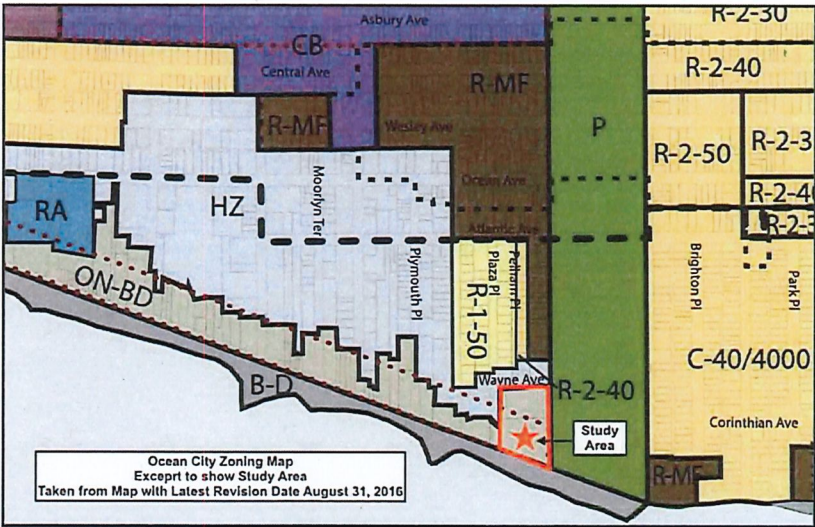 Asbury Ave
R-2-30
CB
Central Ave
R-MF
R-2-40
R-MF
Wesley Ave
P
R-2-50
R-2-3
Ocean Ave
R-2-40
RA
HZ
Moorlyn Ter
Atlantic Ave
R-2-3
ON-BD
Plymouth Pl
Plaza Pl
Pelham Pl
R-1-50
Brighton Pl
Park Pl
C-40/4000
B-D
Wayne Ave
R-2-40
Corinthian Ave
Study
Area
R-MF
Ocean City Zoning Map
Exceprt to show Study Area
Taken from Map with Latest Revision Date August 31, 2016